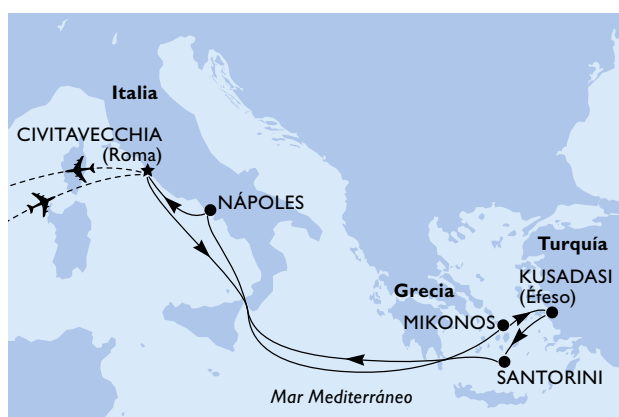 Italia
CIVITAVECCHIA
(Roma)
NÁPOLES
Turquía
KUSADASI
(Éfeso)
Grecia
MIKONOS
SANTORINI
Mar Mediterráneo